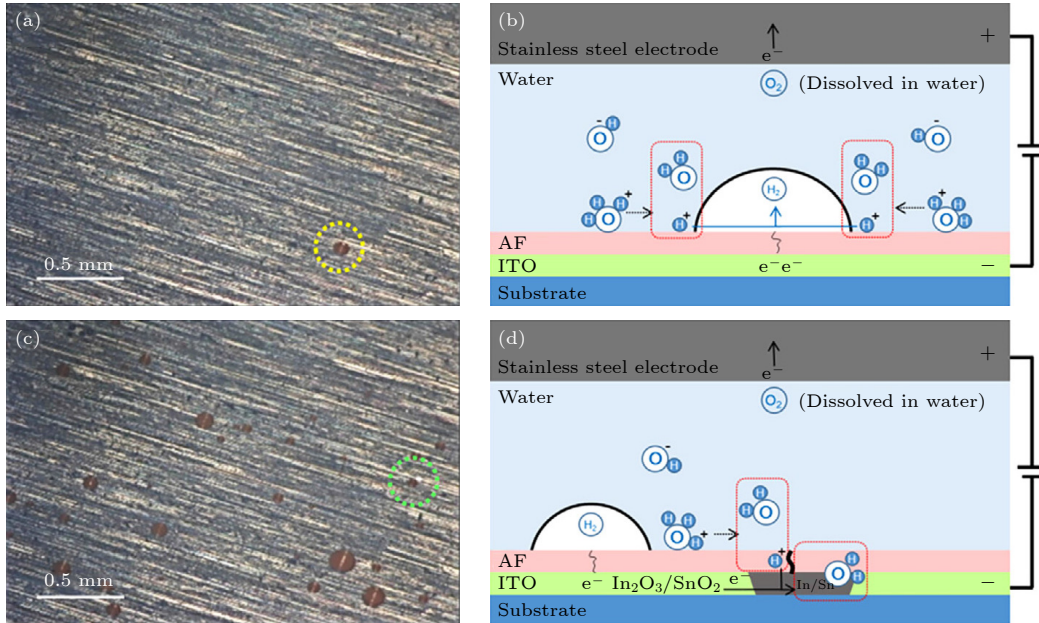 (a)
0.5 mm
(b)
Stainless steel electrode
e⁻
+
Water
O₂ (Dissolved in water)
H
O
-
H
O
-
H
H
O
H
H
O
H₂
H
H
H
O
+
H
+
H
+
H
H
H
O
+
AF
ITO
e⁻e⁻
−
Substrate
(c)
0.5 mm
(d)
Stainless steel electrode
e⁻
+
Water
O₂ (Dissolved in water)
O
H
-
H
H
O
H₂
H
H
H
O
+
AF
H
+
H
H
O
ITO
e⁻ In₂O₃/SnO₂ e⁻
In/Sn
−
Substrate